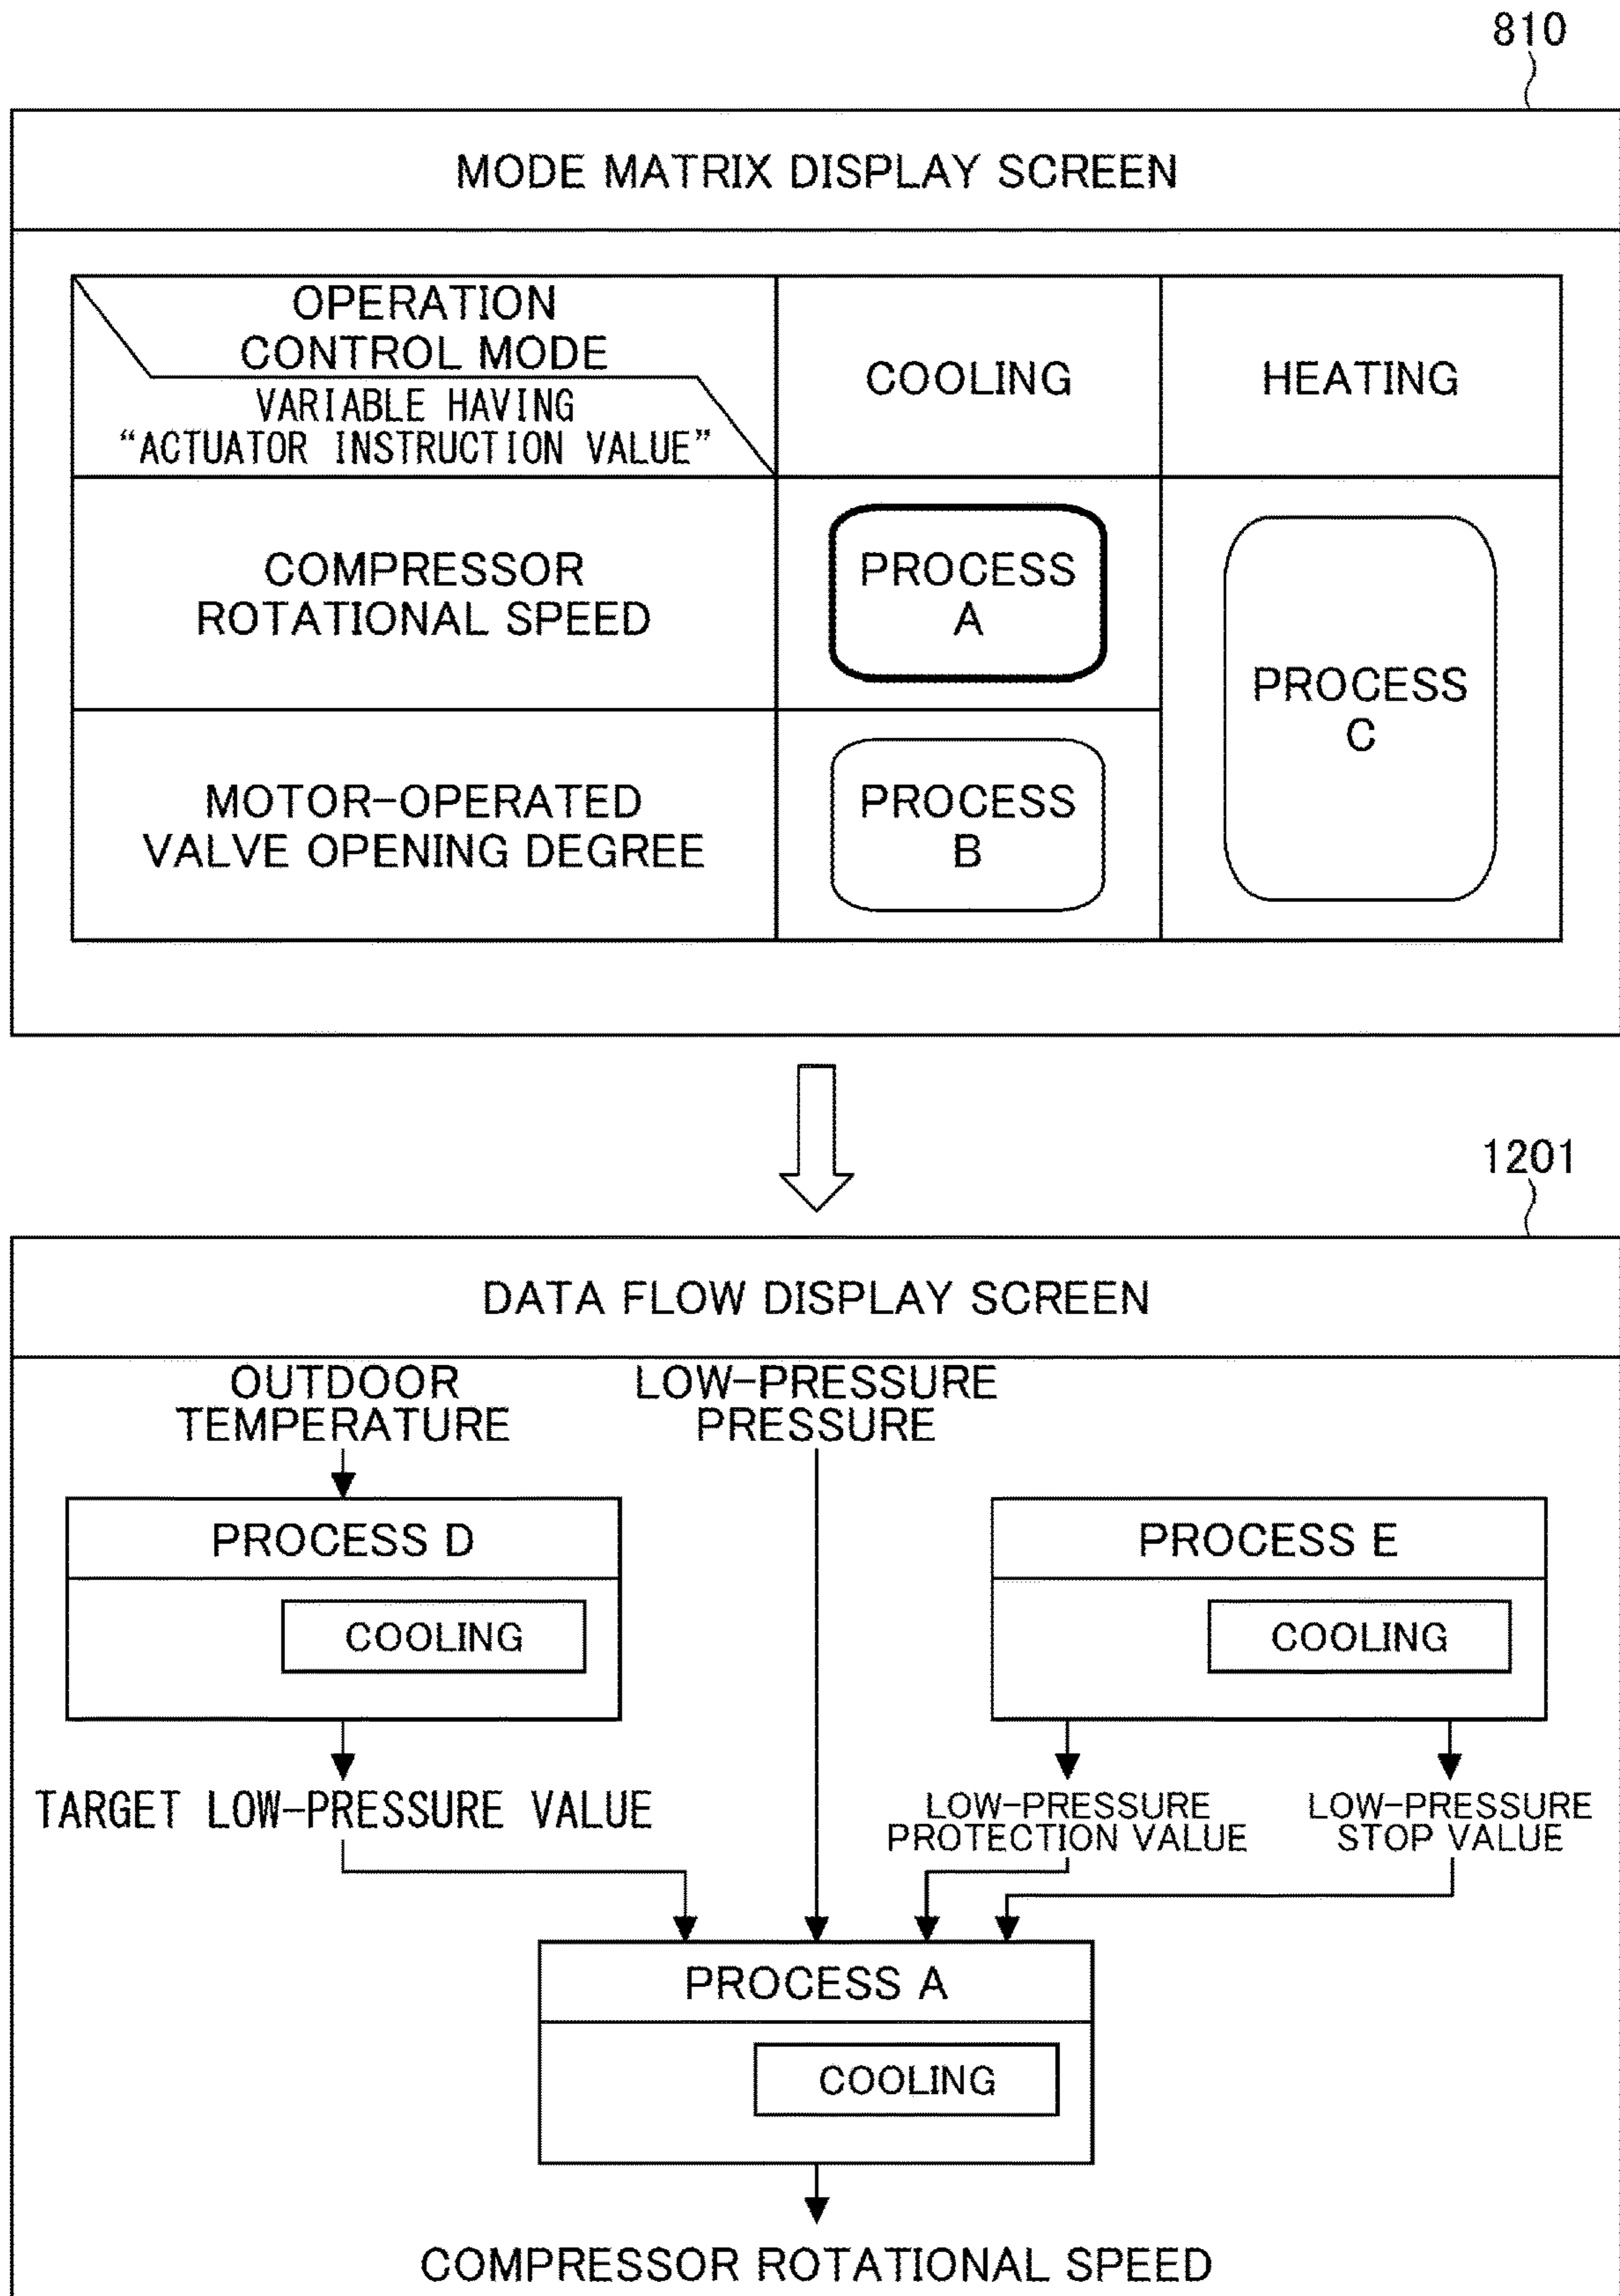 810
MODE MATRIX DISPLAY SCREEN
OPERATION
CONTROL MODE
VARIABLE HAVING
“ACTUATOR INSTRUCTION VALUE”
COOLING
HEATING
COMPRESSOR
ROTATIONAL SPEED
PROCESS
A
PROCESS
C
MOTOR-OPERATED
VALVE OPENING DEGREE
PROCESS
B
1201
DATA FLOW DISPLAY SCREEN
OUTDOOR
TEMPERATURE
LOW-PRESSURE
PRESSURE
PROCESS D
COOLING
PROCESS E
COOLING
TARGET LOW-PRESSURE VALUE
LOW-PRESSURE
PROTECTION VALUE
LOW-PRESSURE
STOP VALUE
PROCESS A
COOLING
COMPRESSOR ROTATIONAL SPEED